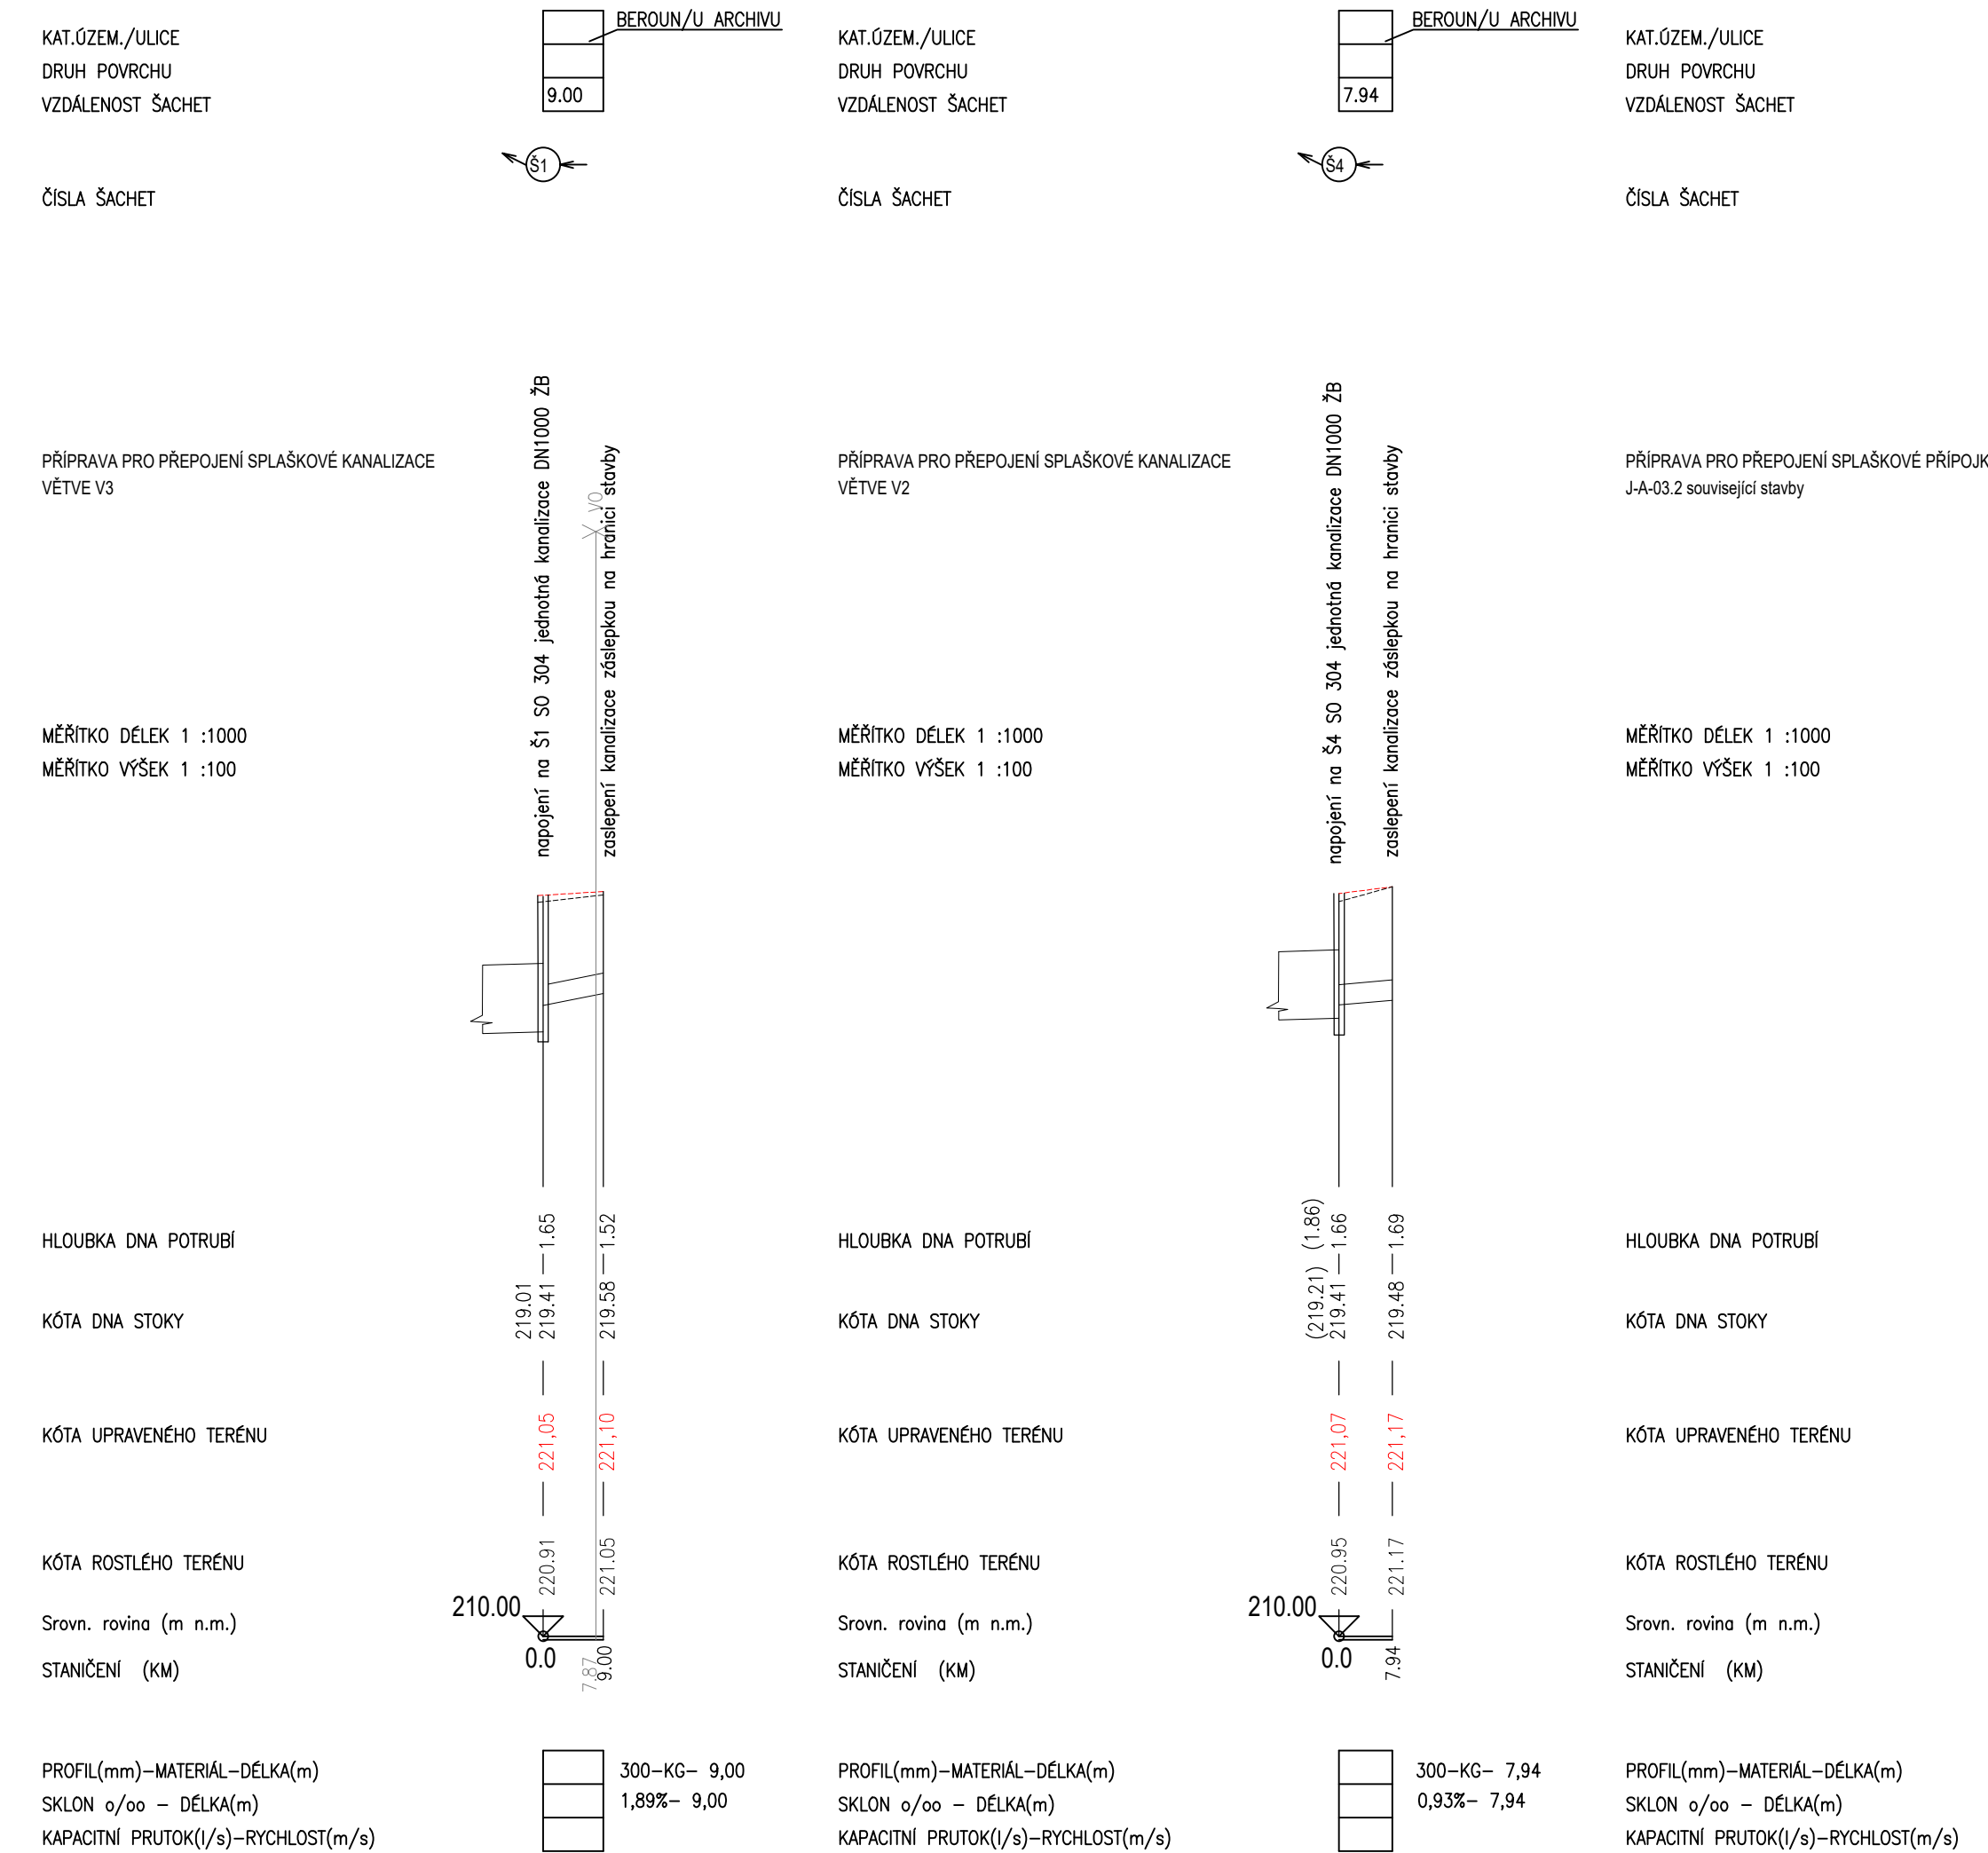 KAT.ÚZEM./ULICE
DRUH POVRCHU
VZDÁLENOST ŠACHET
9.00
BEROUN/U ARCHIVU
Š1
ČÍSLA ŠACHET
PŘÍPRAVA PRO PŘEPOJENÍ SPLAŠKOVÉ KANALIZACE
VĚTVE V3
napojení na Š1 SO 304 jednotná kanalizace DN1000 ŽB
V0
zaslepení kanalizace záslepkou na hranici stavby
MĚŘÍTKO DÉLEK 1 :1000
MĚŘÍTKO VÝŠEK 1 :100
HLOUBKA DNA POTRUBÍ
1.65
1.52
KÓTA DNA STOKY
219.01
219.41
219.58
KÓTA UPRAVENÉHO TERÉNU
221,05
221,10
KÓTA ROSTLÉHO TERÉNU
220.91
221.05
Srovn. rovina (m n.m.)
210.00
STANIČENÍ (KM)
0.0
7.87
9.00
PROFIL(mm)–MATERIÁL–DÉLKA(m)
300–KG– 9,00
SKLON o/oo – DÉLKA(m)
1,89%– 9,00
KAPACITNÍ PRUTOK(l/s)–RYCHLOST(m/s)
KAT.ÚZEM./ULICE
DRUH POVRCHU
VZDÁLENOST ŠACHET
7.94
BEROUN/U ARCHIVU
Š4
ČÍSLA ŠACHET
PŘÍPRAVA PRO PŘEPOJENÍ SPLAŠKOVÉ KANALIZACE
VĚTVE V2
napojení na Š4 SO 304 jednotná kanalizace DN1000 ŽB
zaslepení kanalizace záslepkou na hranici stavby
MĚŘÍTKO DÉLEK 1 :1000
MĚŘÍTKO VÝŠEK 1 :100
HLOUBKA DNA POTRUBÍ
(1.86)
1.66
1.69
KÓTA DNA STOKY
(219.21)
219.41
219.48
KÓTA UPRAVENÉHO TERÉNU
221,07
221,17
KÓTA ROSTLÉHO TERÉNU
220.95
221.17
Srovn. rovina (m n.m.)
210.00
STANIČENÍ (KM)
0.0
7.94
PROFIL(mm)–MATERIÁL–DÉLKA(m)
300–KG– 7,94
SKLON o/oo – DÉLKA(m)
0,93%– 7,94
KAPACITNÍ PRUTOK(l/s)–RYCHLOST(m/s)
KAT.ÚZEM./ULICE
DRUH POVRCHU
VZDÁLENOST ŠACHET
ČÍSLA ŠACHET
PŘÍPRAVA PRO PŘEPOJENÍ SPLAŠKOVÉ PŘÍPOJK
J-A-03.2 související stavby
MĚŘÍTKO DÉLEK 1 :1000
MĚŘÍTKO VÝŠEK 1 :100
HLOUBKA DNA POTRUBÍ
KÓTA DNA STOKY
KÓTA UPRAVENÉHO TERÉNU
KÓTA ROSTLÉHO TERÉNU
Srovn. rovina (m n.m.)
STANIČENÍ (KM)
PROFIL(mm)–MATERIÁL–DÉLKA(m)
SKLON o/oo – DÉLKA(m)
KAPACITNÍ PRUTOK(l/s)–RYCHLOST(m/s)